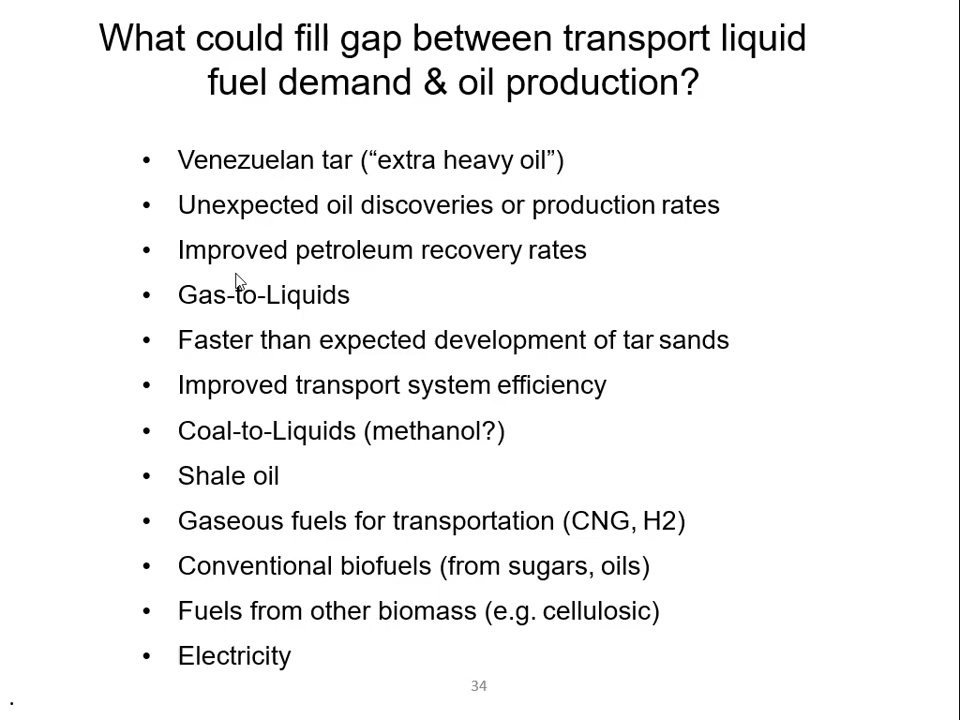 What could fill gap between transport liquid
fuel demand & oil production?
• Venezuelan tar (“extra heavy oil”)
• Unexpected oil discoveries or production rates
• Improved petroleum recovery rates
• Gas-to-Liquids
• Faster than expected development of tar sands
• Improved transport system efficiency
• Coal-to-Liquids (methanol?)
• Shale oil
• Gaseous fuels for transportation (CNG, H2)
• Conventional biofuels (from sugars, oils)
• Fuels from other biomass (e.g. cellulosic)
• Electricity
34
.